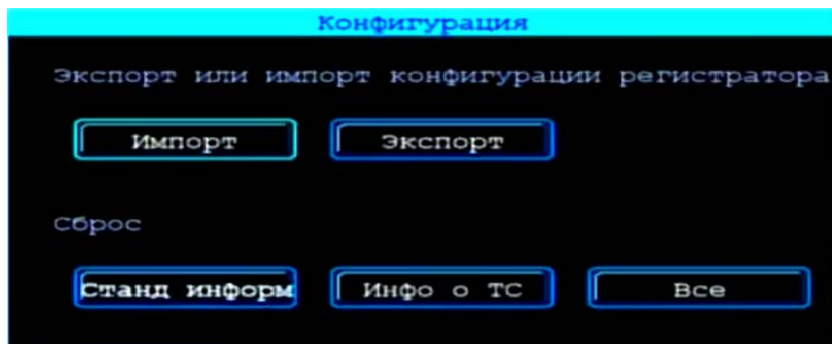 Конфигурация
Экспорт или импорт конфигурации регистратора
Импорт Экспорт
Сброс
Станд информ Инфо о ТС Все